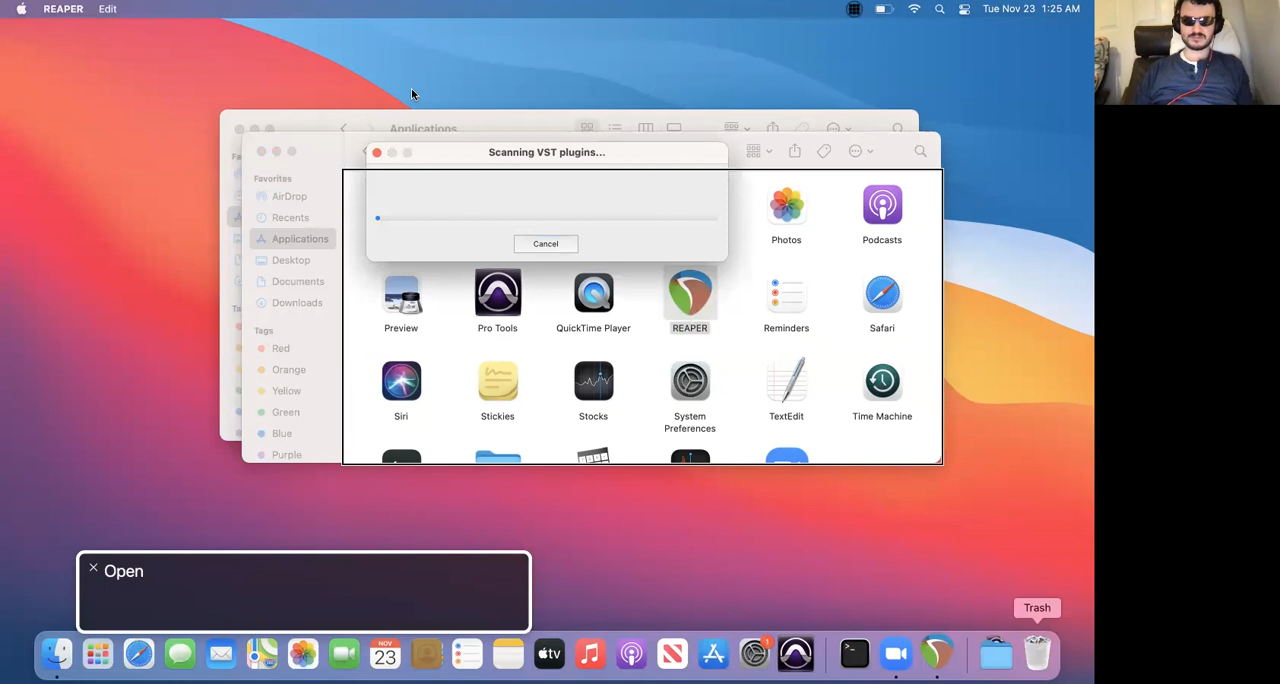 REAPER Edit
Tue Nov 23 1:25 AM
Applications
Scanning VST plugins...
Cancel
Favorites
AirDrop
Recents
Applications
Desktop
Documents
Downloads
Tags
Red
Orange
Yellow
Green
Blue
Purple
Photos
Podcasts
Preview
Pro Tools
QuickTime Player
REAPER
Reminders
Safari
Siri
Stickies
Stocks
System
Preferences
TextEdit
Time Machine
Open
Trash
NOV
23
tv
1